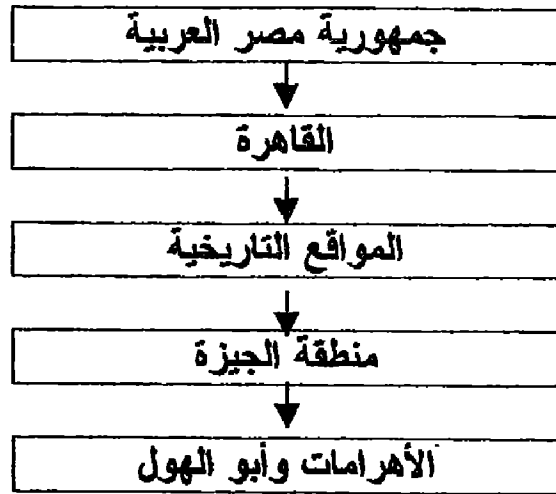 جمهورية مصر العربية
القاهرة
المواقع التاريخية
منطقة الجيزة
الأهرامات وأبو الهول